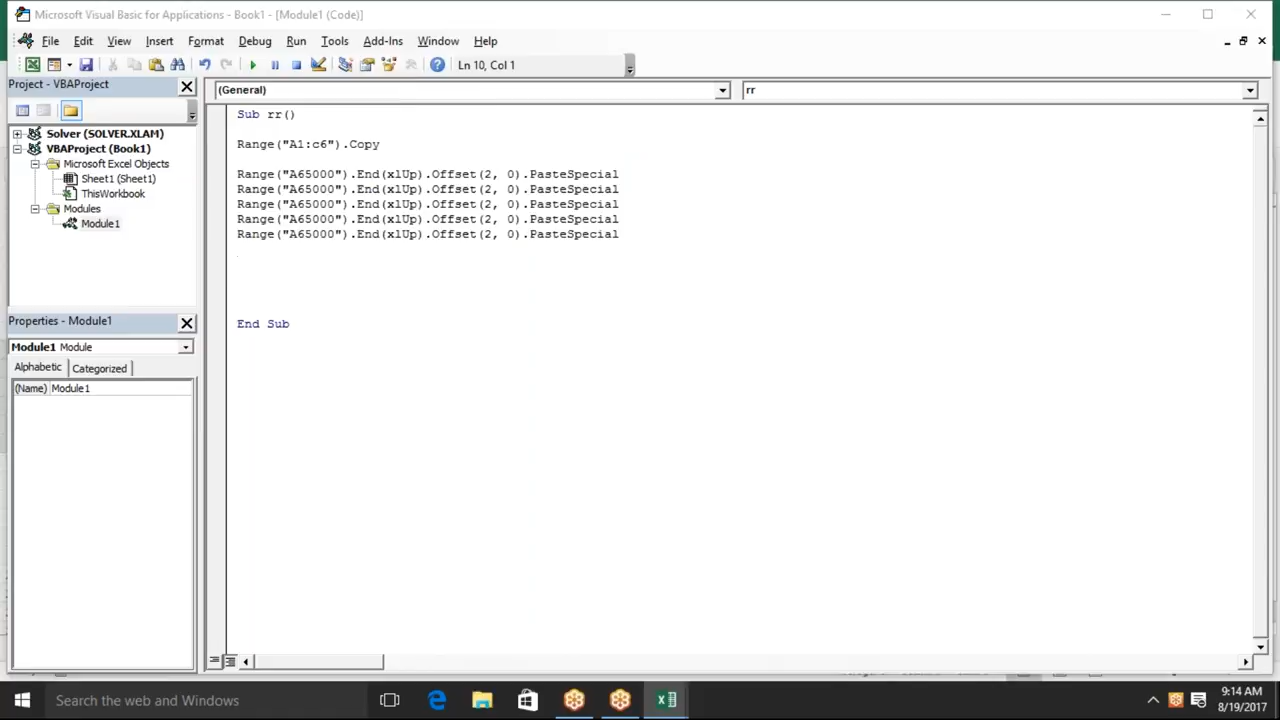 Microsoft Visual Basic for Applications - Book1 - [Module1 (Code)]
File Edit View Insert Format Debug Run Tools Add-Ins Window Help
Ln 10, Col 1
Project - VBAProject
(General)
rr
Solver (SOLVER.XLAM)
VBAProject (Book1)
Microsoft Excel Objects
Sheet1 (Sheet1)
ThisWorkbook
Modules
Module1
Sub rr()
Range("A1:c6").Copy
Range("A65000").End(xlUp).Offset(2, 0).PasteSpecial
Range("A65000").End(xlUp).Offset(2, 0).PasteSpecial
Range("A65000").End(xlUp).Offset(2, 0).PasteSpecial
Range("A65000").End(xlUp).Offset(2, 0).PasteSpecial
Range("A65000").End(xlUp).Offset(2, 0).PasteSpecial
End Sub
Properties - Module1
Module1 Module
Alphabetic Categorized
(Name) Module1
Search the web and Windows
9:14 AM
8/19/2017